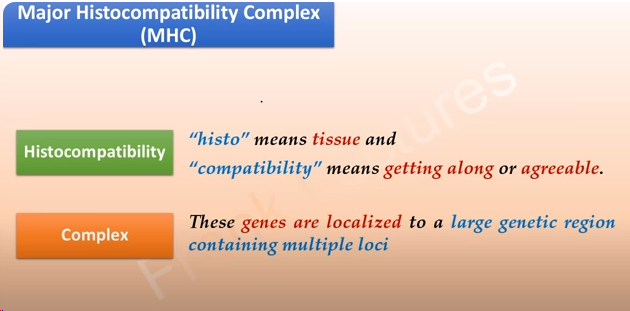 Major Histocompatibility Complex
(MHC)
Histocompatibility
“histo” means tissue and
“compatibility” means getting along or agreeable.
Complex
These genes are localized to a large genetic region
containing multiple loci